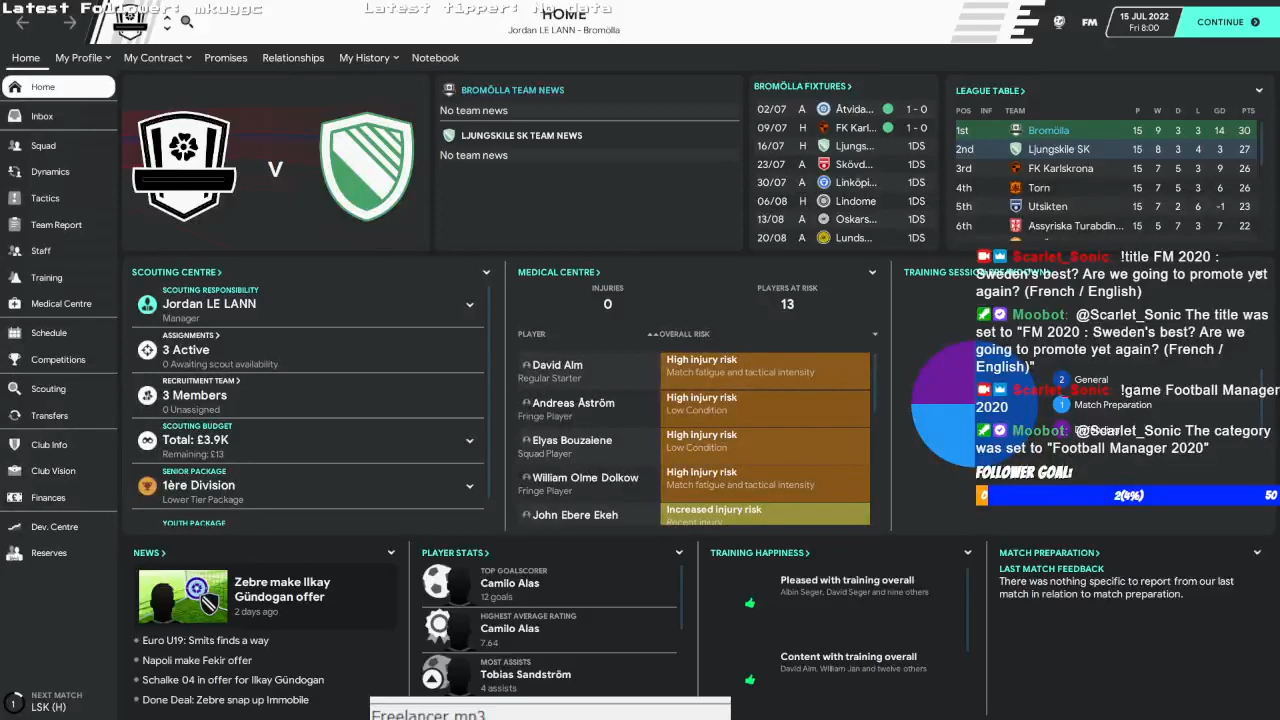 Latest Follower: mkuygc
Latest tipper: No data
HOME
Jordan LE LANN - Bromölla
FM
15 JUL 2022
Fri 8:00
CONTINUE
Home
My Profile
My Contract
Promises
Relationships
My History
Notebook
Home
Inbox
Squad
Dynamics
Tactics
Team Report
Staff
Training
Medical Centre
Schedule
Competitions
Scouting
Transfers
Club Info
Club Vision
Finances
Dev. Centre
Reserves
1
NEXT MATCH
LSK (H)
V
BROMÖLLA TEAM NEWS
No team news
LJUNGSKILE SK TEAM NEWS
No team news
BROMÖLLA FIXTURES >
02/07 A Åtvida... 1 - 0
09/07 H FK Karl... 1 - 0
16/07 H Ljungs... 1DS
23/07 A Skövd... 1DS
30/07 A Linköpi... 1DS
06/08 H Lindome 1DS
13/08 A Oskars... 1DS
20/08 A Lunds... 1DS
LEAGUE TABLE >
POS INF TEAM P W D L GD PTS
1st Bromölla 15 9 3 3 14 30
2nd Ljungskile SK 15 8 3 4 3 27
3rd FK Karlskrona 15 7 5 3 9 26
4th Torn 15 7 5 3 6 26
5th Utsikten 15 7 2 6 -1 23
6th Assyriska Turabdin... 15 5 7 3 7 22
SCOUTING CENTRE >
SCOUTING RESPONSIBILITY
Jordan LE LANN
Manager
ASSIGNMENTS >
3 Active
0 Awaiting scout availability
RECRUITMENT TEAM >
3 Members
0 Unassigned
SCOUTING BUDGET
Total: £3.9K
Remaining: £13
SENIOR PACKAGE
1ère Division
Lower Tier Package
YOUTH PACKAGE
MEDICAL CENTRE >
INJURIES
0
PLAYERS AT RISK
13
PLAYER OVERALL RISK
David Alm
Regular Starter
High injury risk
Match fatigue and tactical intensity
Andreas Åström
Fringe Player
High injury risk
Low Condition
Elyas Bouzaiene
Squad Player
High injury risk
Low Condition
William Olme Dolkow
Fringe Player
High injury risk
Match fatigue and tactical intensity
John Ebere Ekeh
Increased injury risk
Recent injury
TRAINING SESSION BREAKDOWN
2 General
1 Match Preparation
Scarlet_Sonic !title FM 2020 :
Sweden's best? Are we going to promote yet
again? (French / English)
Moobot: @Scarlet_Sonic The title was
set to "FM 2020 : Sweden's best? Are we
going to promote yet again? (French /
English)"
Scarlet_Sonic !game Football Manager
2020
Moobot: @Scarlet_Sonic The category
was set to "Football Manager 2020"
FOLLOWER GOAL:
0 2(4%) 50
NEWS >
Zebre make Ilkay
Gündogan offer
2 days ago
Euro U19: Smits finds a way
Napoli make Fekir offer
Schalke 04 in offer for Ilkay Gündogan
Done Deal: Zebre snap up Immobile
PLAYER STATS >
TOP GOALSCORER
Camilo Alas
12 goals
HIGHEST AVERAGE RATING
Camilo Alas
7.64
MOST ASSISTS
Tobias Sandström
4 assists
TRAINING HAPPINESS >
Pleased with training overall
Albin Seger, David Seger and nine others
Content with training overall
David Alm, William Jan and twelve others
MATCH PREPARATION >
LAST MATCH FEEDBACK
There was nothing specific to report from our last
match in relation to match preparation.
Freelancer.mp3